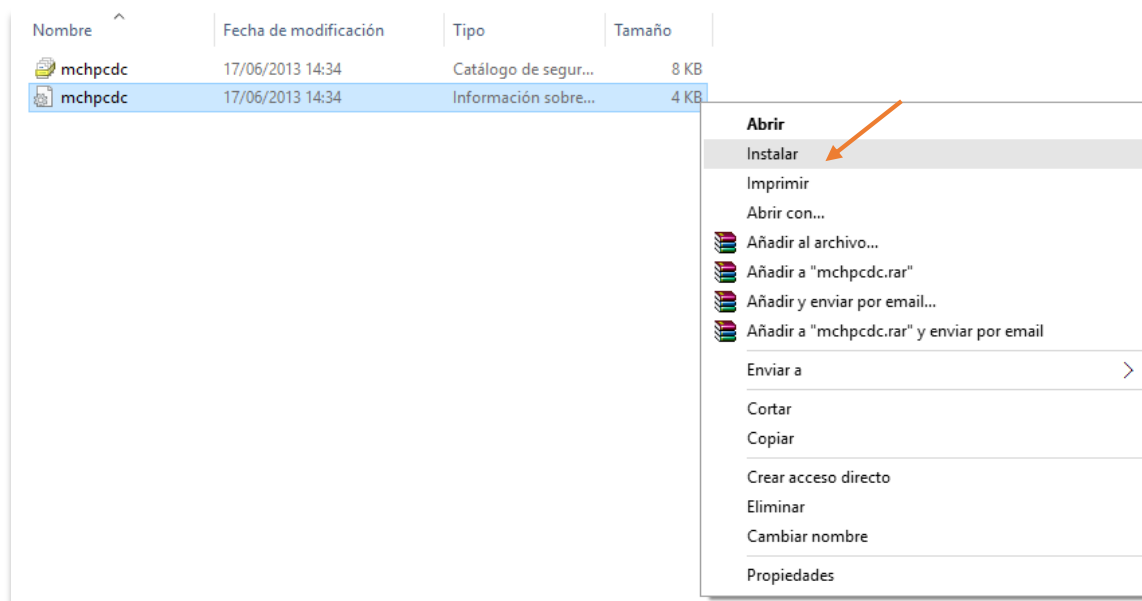 Nombre Fecha de modificación Tipo Tamaño
mchpcdc 17/06/2013 14:34 Catálogo de segur... 8 KB
mchpcdc 17/06/2013 14:34 Información sobre... 4 KB
Abrir
Instalar
Imprimir
Abrir con...
Añadir al archivo...
Añadir a "mchpcdc.rar"
Añadir y enviar por email...
Añadir a "mchpcdc.rar" y enviar por email
Enviar a
Cortar
Copiar
Crear acceso directo
Eliminar
Cambiar nombre
Propiedades